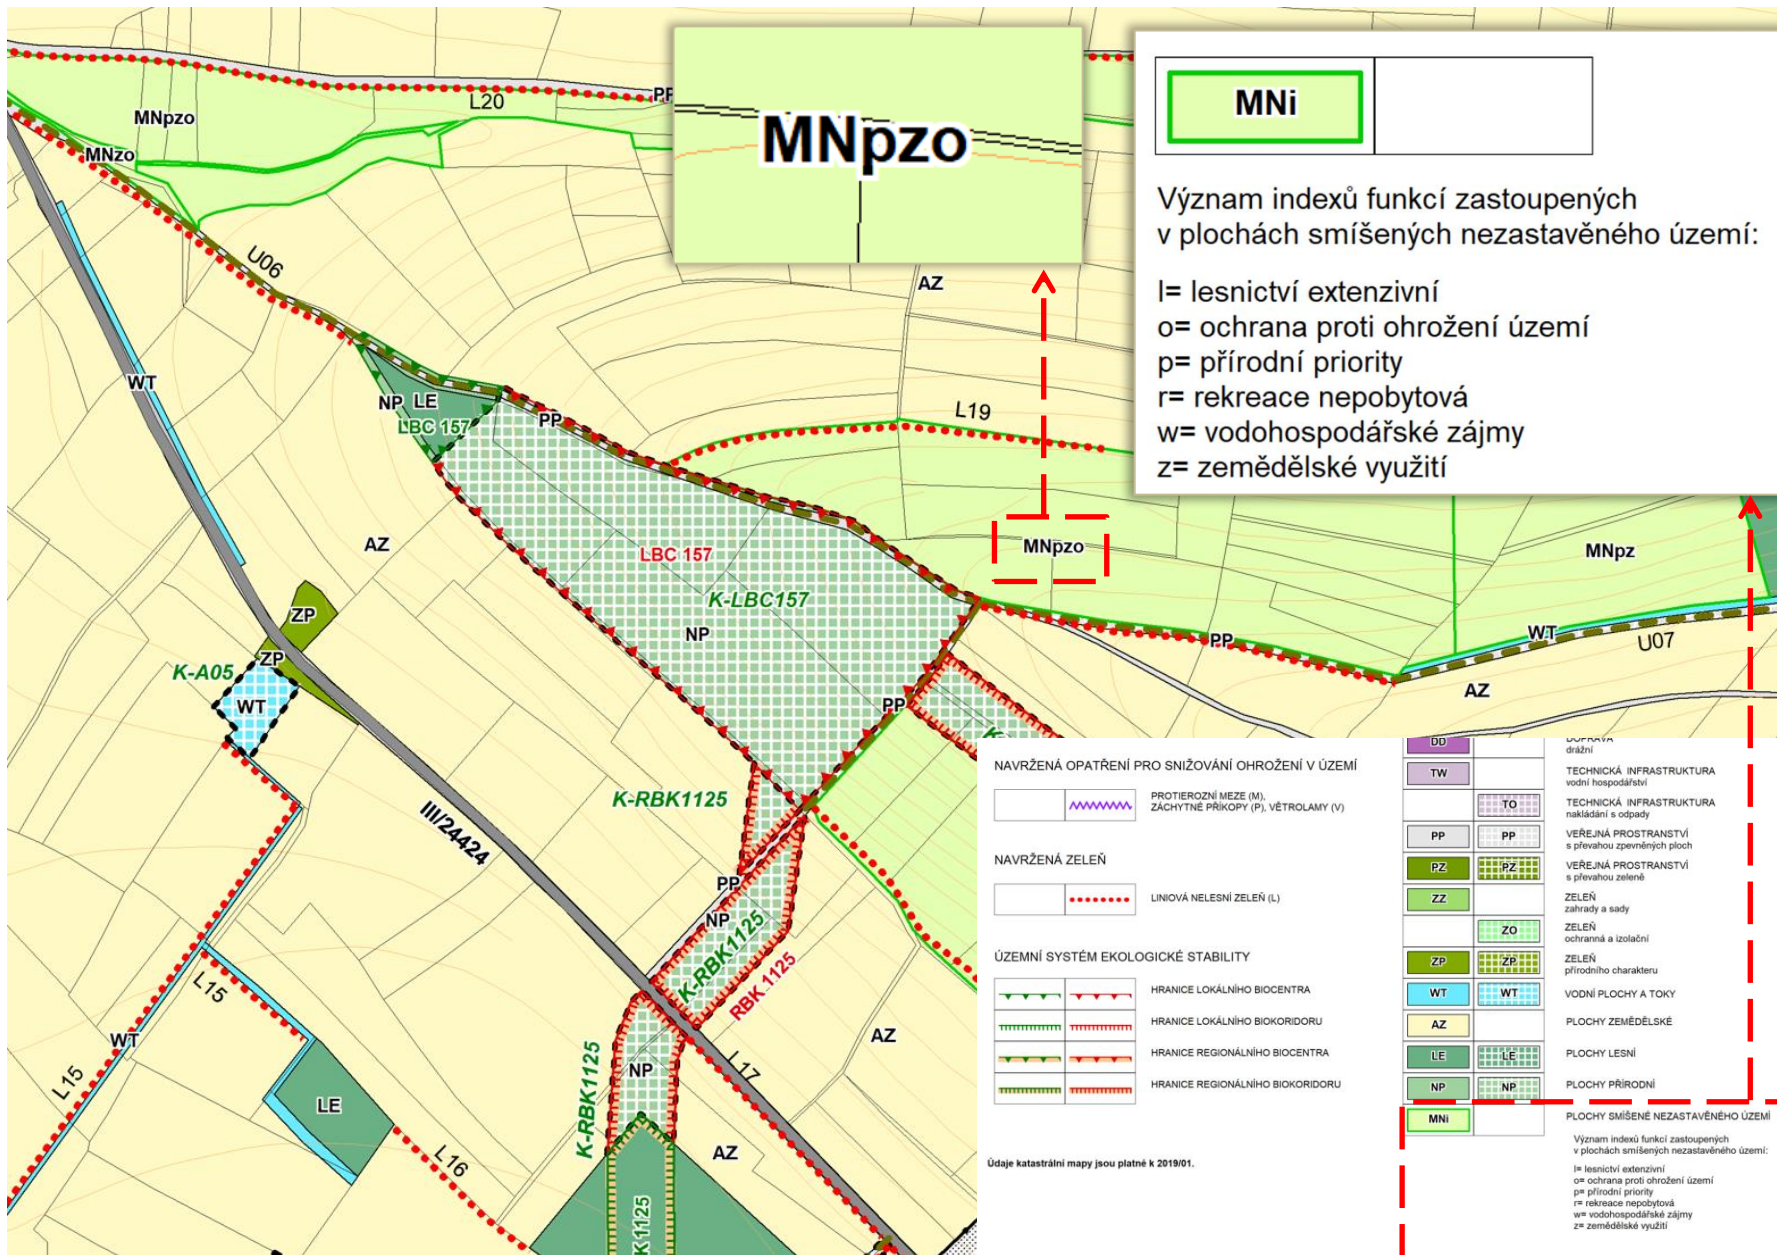 L20
PP
MNpzo
MNzo
MNpzo
MNi
Význam indexů funkcí zastoupených
v plochách smíšených nezastavěného území:
l= lesnictví extenzivní
o= ochrana proti ohrožení území
p= přírodní priority
r= rekreace nepobytová
w= vodohospodářské zájmy
z= zemědělské využití
U06
AZ
WT
NP LE
LBC 157
PP
L19
AZ
LBC 157
MNpzo
MNpz
K-LBC157
NP
ZP
ZP
K-A05
WT
PP
WT
U07
AZ
PP
K-RBK1125
III/24424
PP
NP
K-RBK1125
RBK 1125
L15
WT
L15
LE
L16
K-RBK1125
NP
L17
AZ
AZ
K 1125
NAVRŽENÁ OPATŘENÍ PRO SNIŽOVÁNÍ OHROŽENÍ V ÚZEMÍ
PROTIEROZNÍ MEZE (M),
ZÁCHYTNÉ PŘÍKOPY (P), VĚTROLAMY (V)
NAVRŽENÁ ZELEŇ
LINIOVÁ NELESNÍ ZELEŇ (L)
ÚZEMNÍ SYSTÉM EKOLOGICKÉ STABILITY
HRANICE LOKÁLNÍHO BIOCENTRA
HRANICE LOKÁLNÍHO BIOKORIDORU
HRANICE REGIONÁLNÍHO BIOCENTRA
HRANICE REGIONÁLNÍHO BIOKORIDORU
Údaje katastrální mapy jsou platné k 2019/01.
DD DOPRAVA
drážní
TW TECHNICKÁ INFRASTRUKTURA
vodní hospodářství
TO TECHNICKÁ INFRASTRUKTURA
nakládání s odpady
PP PP VEŘEJNÁ PROSTRANSTVÍ
s převahou zpevněných ploch
PZ PZ VEŘEJNÁ PROSTRANSTVÍ
s převahou zeleně
ZZ ZELEŇ
zahrady a sady
ZO ZELEŇ
ochranná a izolační
ZP ZP ZELEŇ
přírodního charakteru
WT WT VODNÍ PLOCHY A TOKY
AZ PLOCHY ZEMĚDĚLSKÉ
LE LE PLOCHY LESNÍ
NP NP PLOCHY PŘÍRODNÍ
MNi PLOCHY SMÍŠENÉ NEZASTAVĚNÉHO ÚZEMÍ
Význam indexů funkcí zastoupených
v plochách smíšených nezastavěného území:
l= lesnictví extenzivní
o= ochrana proti ohrožení území
p= přírodní priority
r= rekreace nepobytová
w= vodohospodářské zájmy
z= zemědělské využití